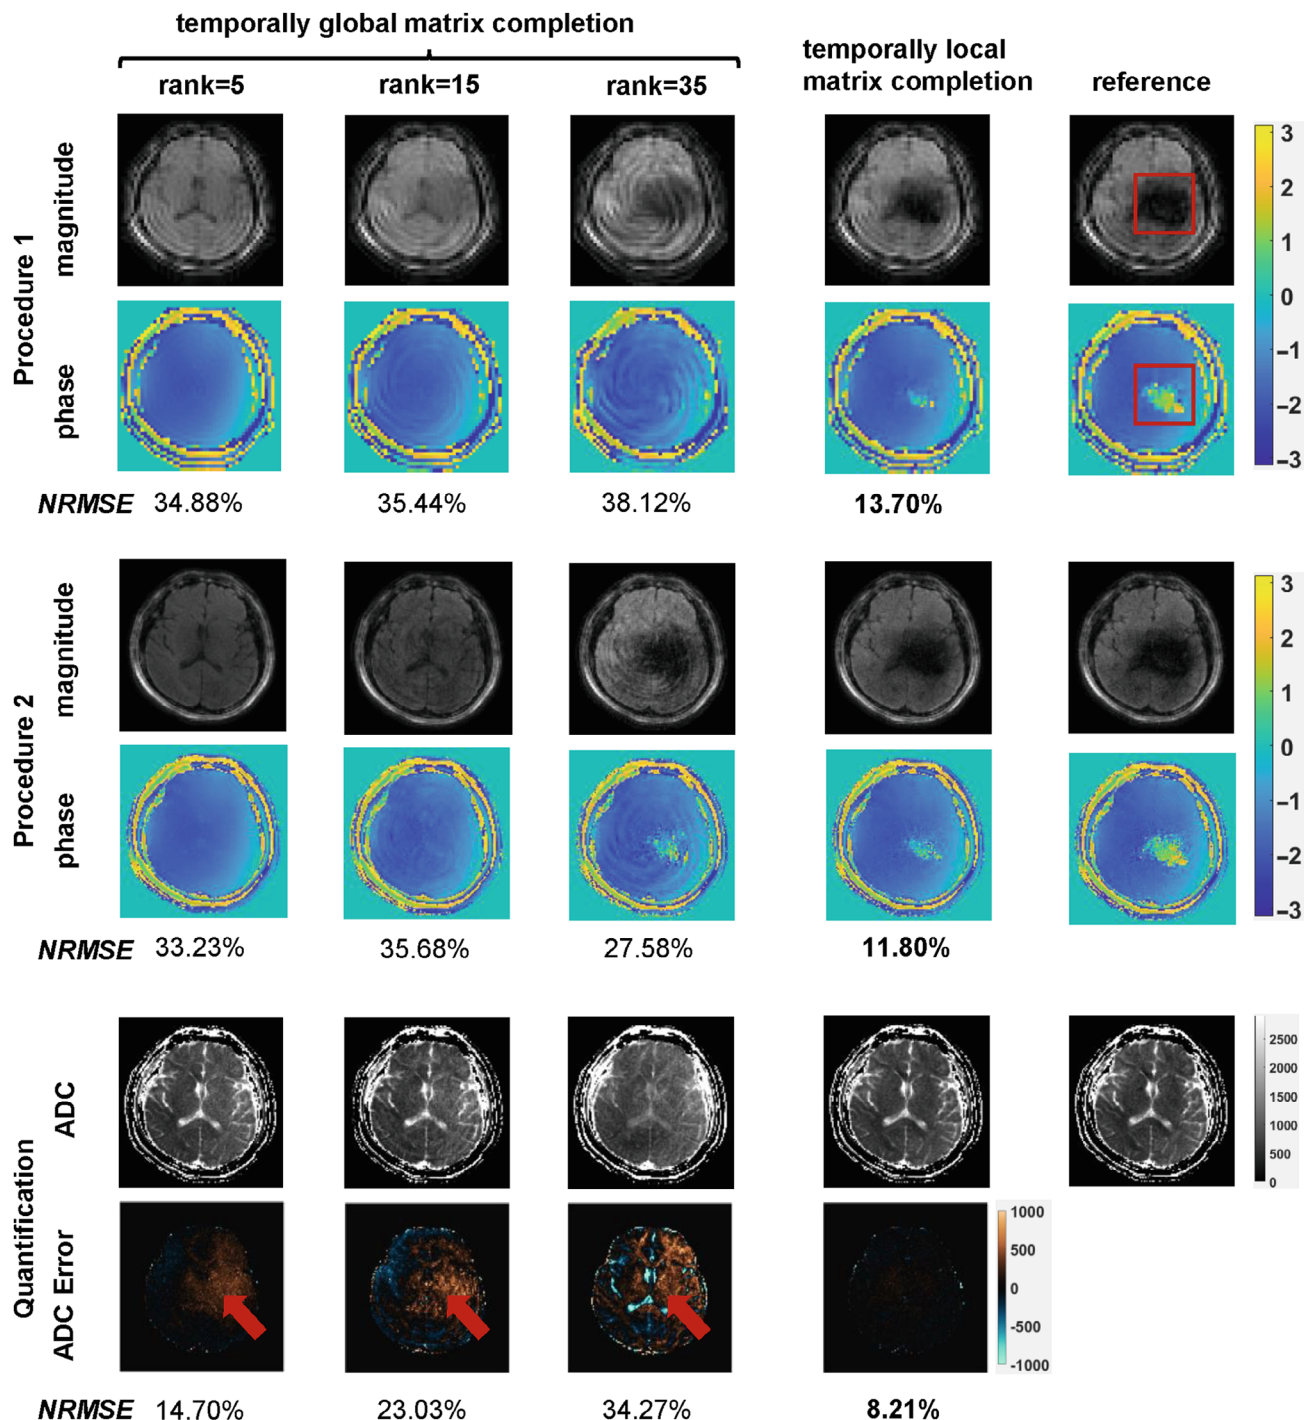 temporally global matrix completion
rank=5
rank=15
rank=35
temporally local
matrix completion
reference
Procedure 1
magnitude
3
2
1
0
−1
−2
−3
phase
NRMSE 34.88% 35.44% 38.12% 13.70%
Procedure 2
magnitude
3
2
1
0
−1
−2
−3
phase
NRMSE 33.23% 35.68% 27.58% 11.80%
Quantification
ADC
2500
2000
1500
1000
500
0
ADC Error
1000
500
0
-500
-1000
NRMSE 14.70% 23.03% 34.27% 8.21%